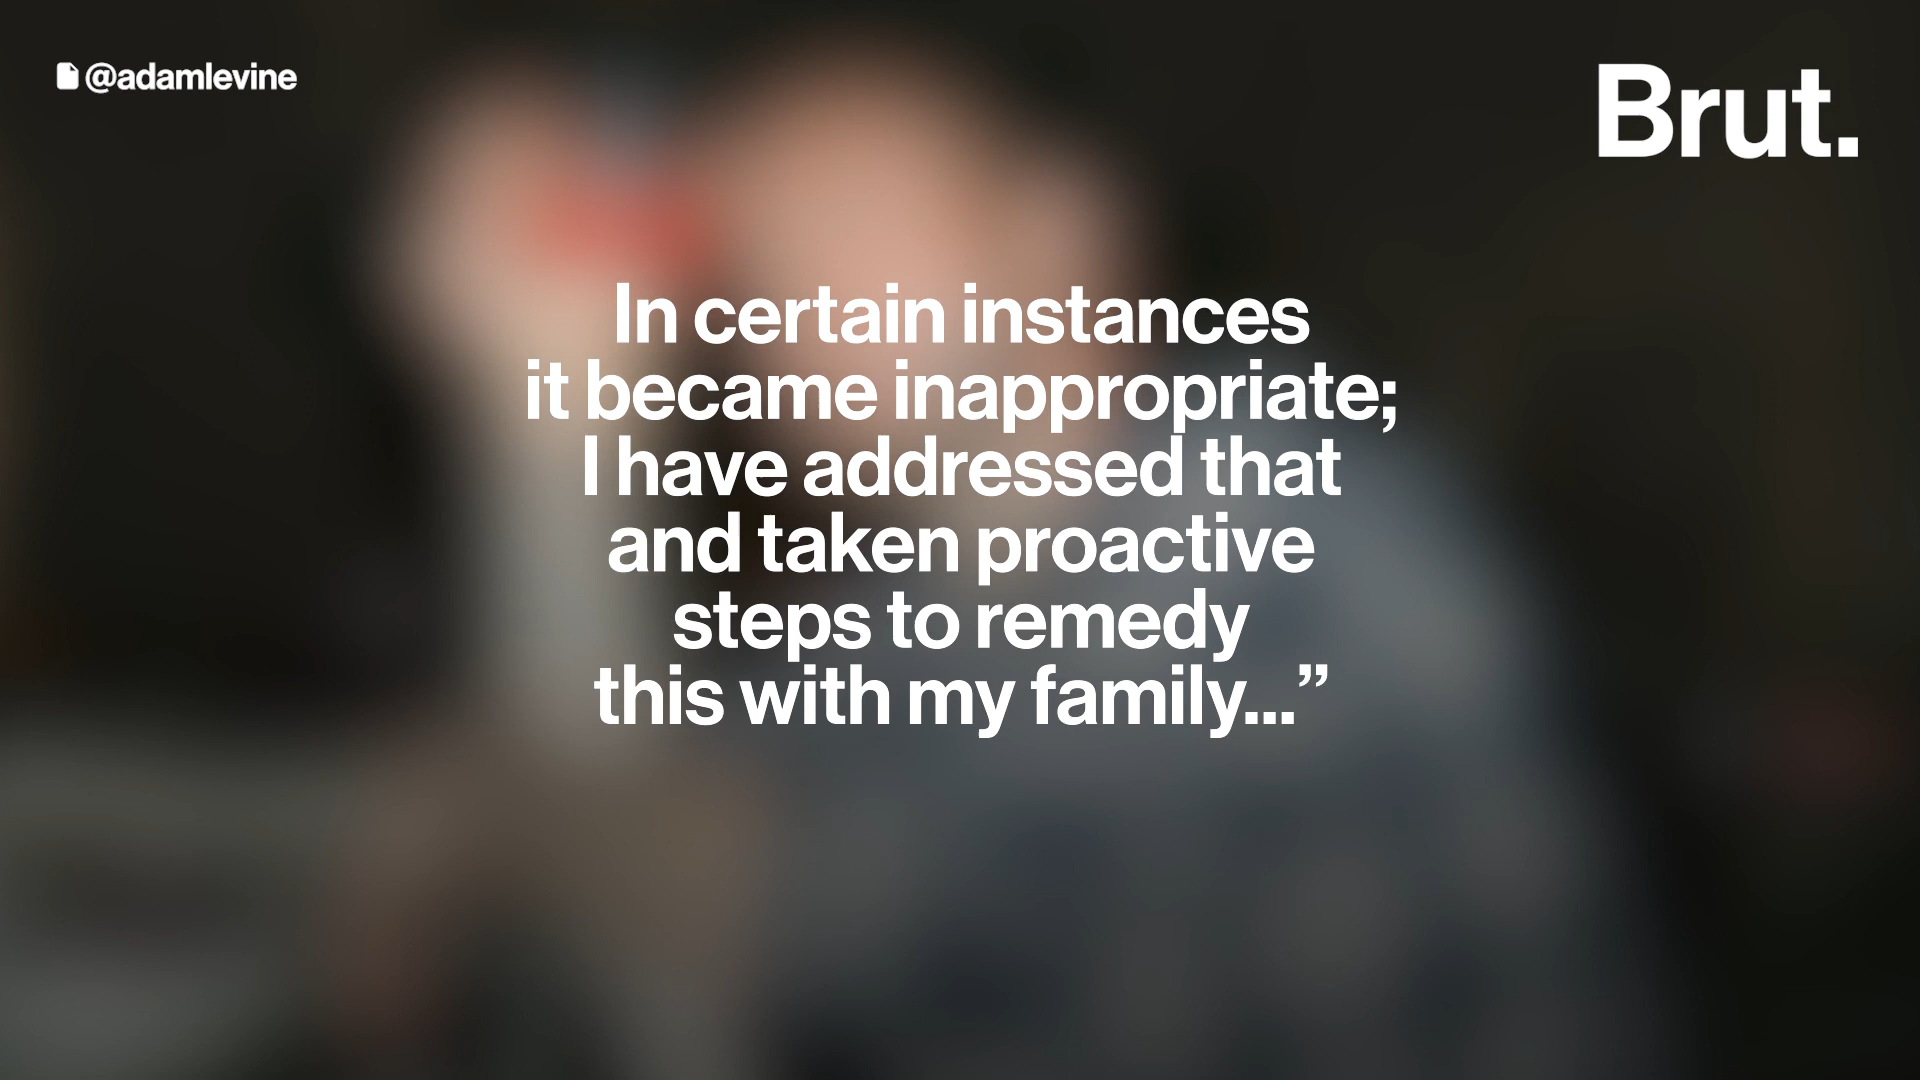 @adamlevine
Brut.
In certain instances
it became inappropriate;
I have addressed that
and taken proactive
steps to remedy
this with my family...”